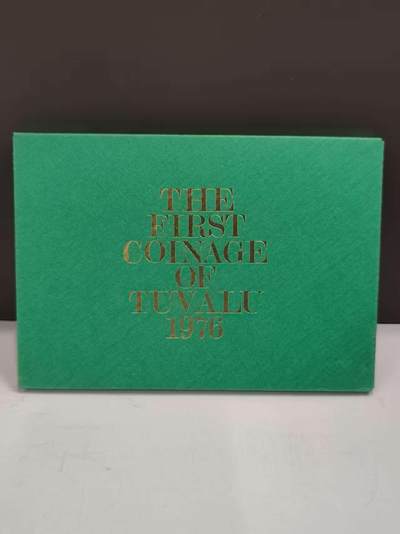 THE
FIRST
COINAGE
OF
TUVALU
1976